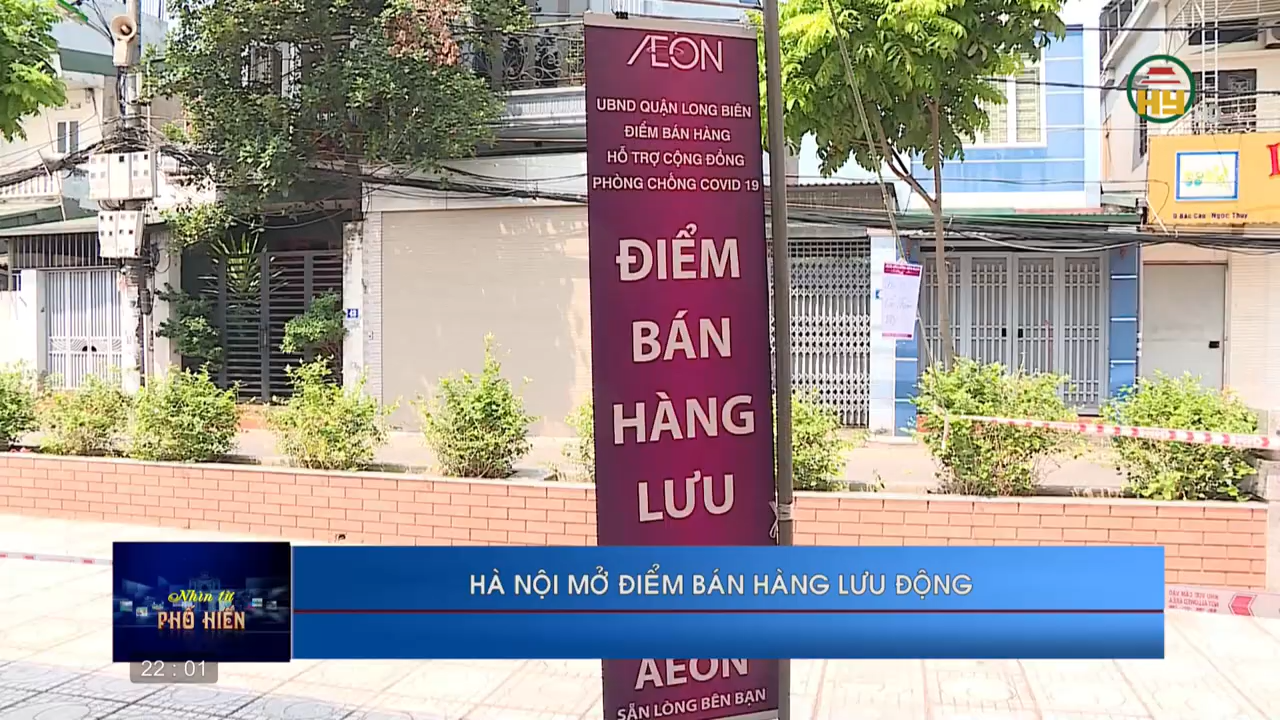 ÆON
UBND QUẬN LONG BIÊN
ĐIỂM BÁN HÀNG
HỖ TRỢ CỘNG ĐỒNG
PHÒNG CHỐNG COVID 19
ĐIỂM
BÁN
HÀNG
LƯU
HY
HÀ NỘI MỞ ĐIỂM BÁN HÀNG LƯU ĐỘNG
Nhìn từ
PHỐ HIẾN
22 : 01
AEON
SẴN LÒNG BÊN BẠN